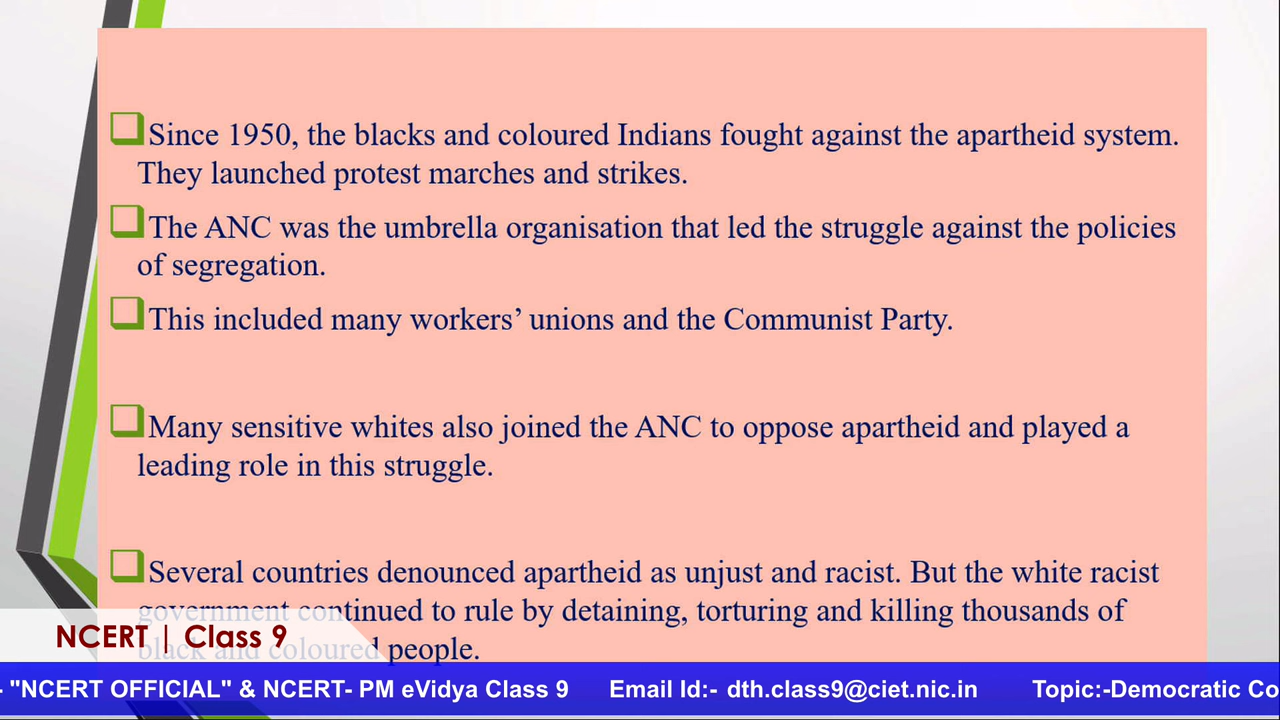 Since 1950, the blacks and coloured Indians fought against the apartheid system.
They launched protest marches and strikes.
The ANC was the umbrella organisation that led the struggle against the policies
of segregation.
This included many workers’ unions and the Communist Party.
Many sensitive whites also joined the ANC to oppose apartheid and played a
leading role in this struggle.
Several countries denounced apartheid as unjust and racist. But the white racist
government continued to rule by detaining, torturing and killing thousands of
black and coloured people.
NCERT | Class 9
- "NCERT OFFICIAL" & NCERT- PM eVidya Class 9 Email Id:- dth.class9@ciet.nic.in Topic:-Democratic Co